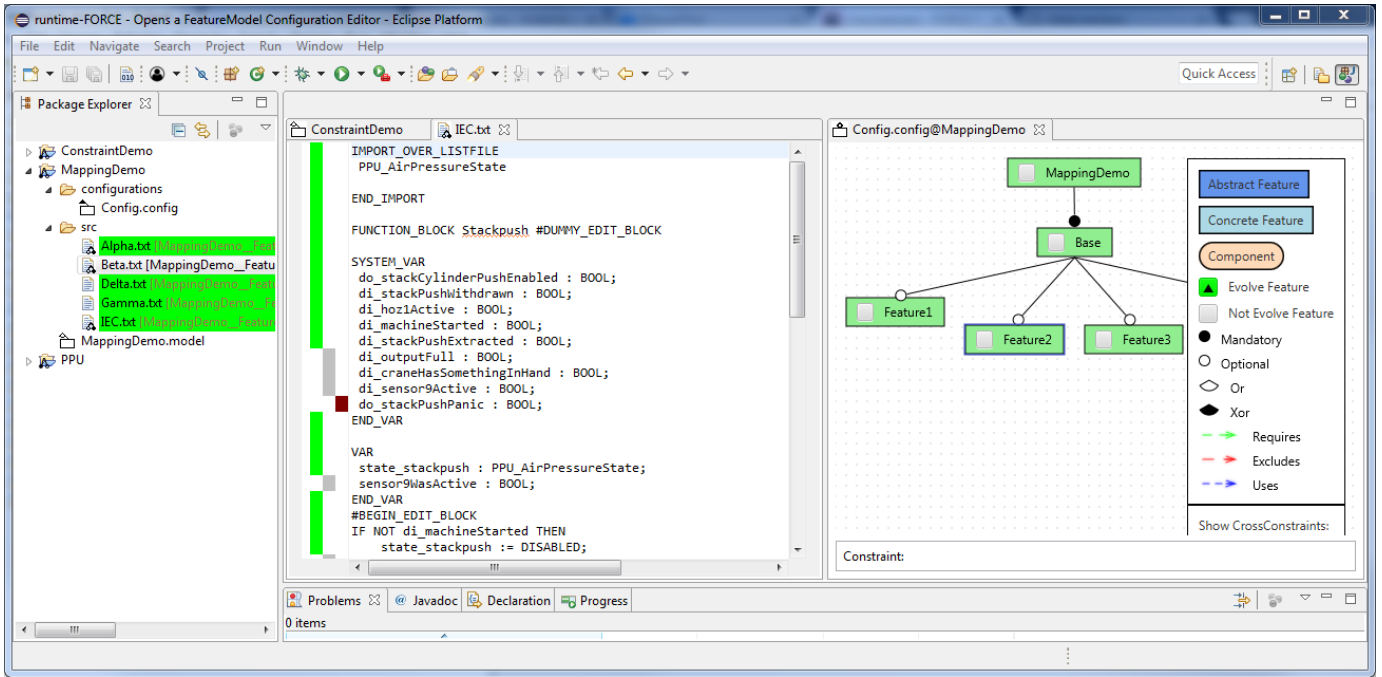 runtime-FORCE - Opens a FeatureModel Configuration Editor - Eclipse Platform
File Edit Navigate Search Project Run Window Help
Quick Access
Package Explorer
ConstraintDemo
MappingDemo
configurations
Config.config
src
Alpha.txt [MappingDemo__Feat
Beta.txt [MappingDemo__Featu
Delta.txt [MappingDemo__Feat
Gamma.txt [MappingDemo__Fe
IEC.txt [MappingDemo__Feature
MappingDemo.model
PPU
ConstraintDemo IEC.txt
IMPORT_OVER_LISTFILE
PPU_AirPressureState
END_IMPORT
FUNCTION_BLOCK Stackpush #DUMMY_EDIT_BLOCK
SYSTEM_VAR
do_stackCylinderPushEnabled : BOOL;
di_stackPushWithdrawn : BOOL;
di_hoz1Active : BOOL;
di_machineStarted : BOOL;
di_stackPushExtracted : BOOL;
di_outputFull : BOOL;
di_craneHasSomethingInHand : BOOL;
di_sensor9Active : BOOL;
do_stackPushPanic : BOOL;
END_VAR
VAR
state_stackpush : PPU_AirPressureState;
sensor9WasActive : BOOL;
END_VAR
#BEGIN_EDIT_BLOCK
IF NOT di_machineStarted THEN
state_stackpush := DISABLED;
Config.config@MappingDemo
MappingDemo
Base
Feature1
Feature2
Feature3
Abstract Feature
Concrete Feature
Component
Evolve Feature
Not Evolve Feature
Mandatory
Optional
Or
Xor
Requires
Excludes
Uses
Show CrossConstraints:
Constraint:
Problems @ Javadoc Declaration Progress
0 items